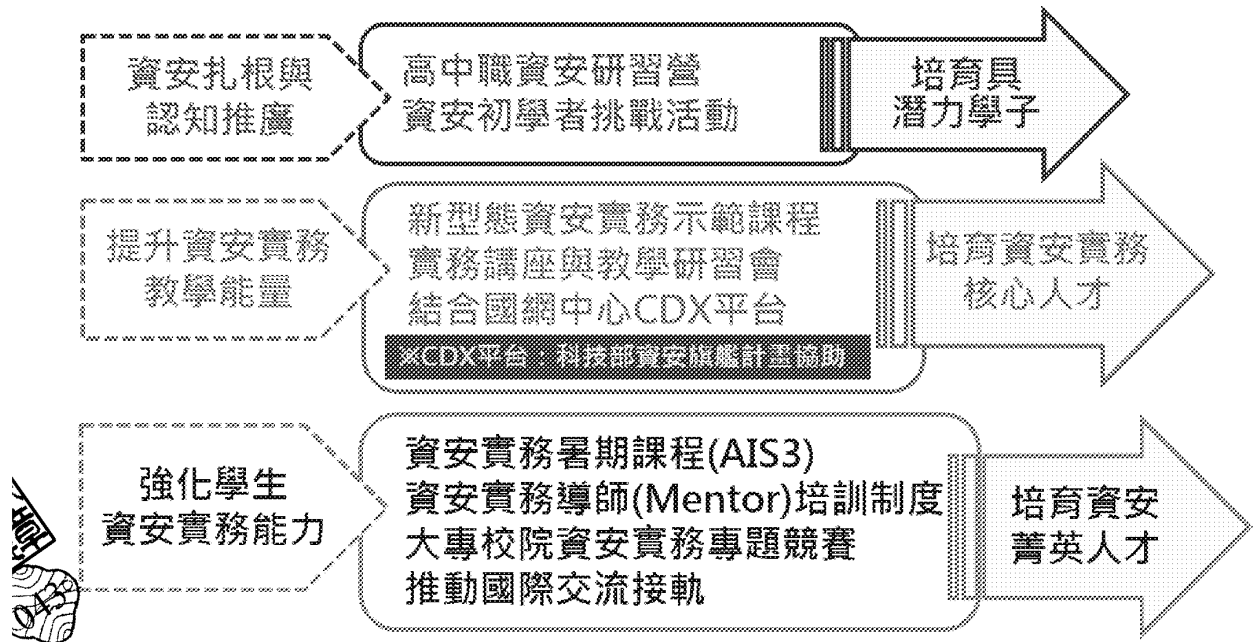 資安扎根與
認知推廣
高中職資安研習營
資安初學者挑戰活動
培育具
潛力學子
提升資安實務
教學能量
新型態資安實務示範課程
實務講座與教學研習會
結合國網中心CDX平台
※CDX平台：科技部資安旗艦計畫協助
培育資安實務
核心人才
強化學生
資安實務能力
資安實務暑期課程(AIS3)
資安實務導師(Mentor)培訓制度
大專校院資安實務專題競賽
推動國際交流接軌
培育資安
菁英人才